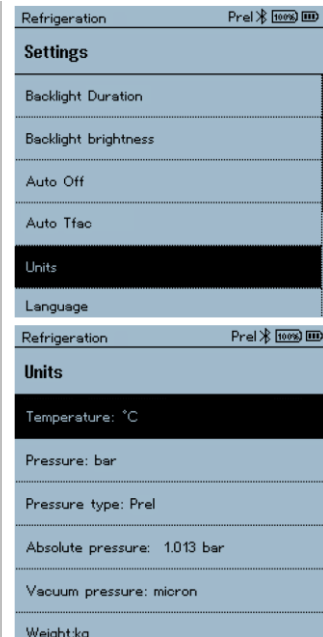 Refrigeration Prel 100%
Settings
Backlight Duration
Backlight brightness
Auto Off
Auto Tfac
Units
Language
Refrigeration Prel 100%
Units
Temperature: °C
Pressure: bar
Pressure type: Prel
Absolute pressure: 1.013 bar
Vacuum pressure: micron
Weight:kg